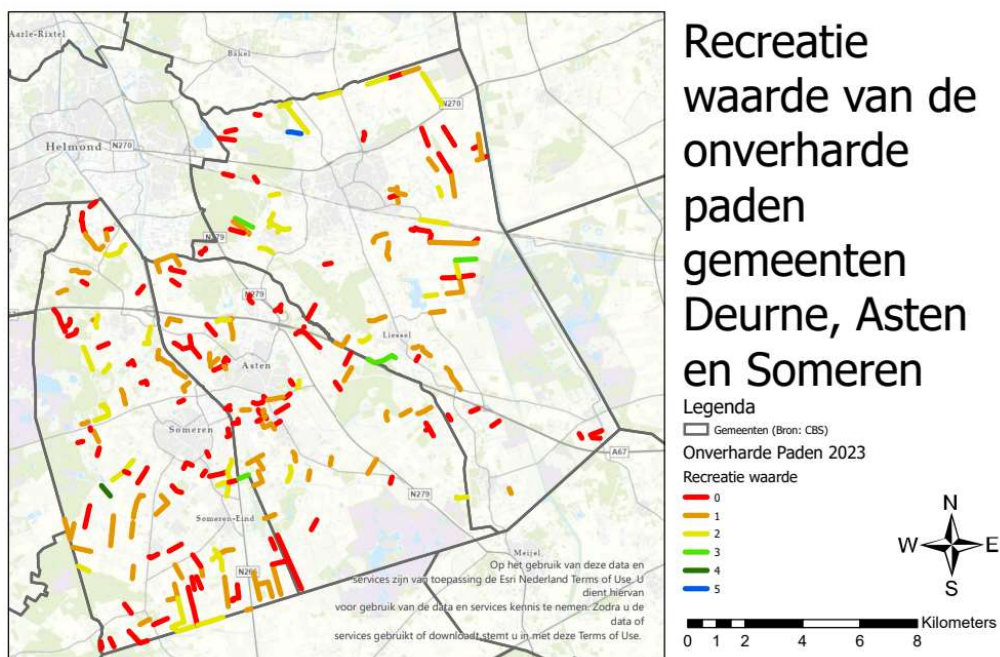 Aarle-Rixtel
Bakel
N270
Helmond
N270
N279
N279
Liessel
Asten
Someren
A67
N279
Someren-Eind
Meijel
N266
Op het gebruik van deze data en
services zijn van toepassing de Esri Nederland Terms of Use. U
dient hiervan
voor gebruik van de data en services kennis te nemen. Zodra u de
data of
services gebruikt of downloadt stemt u in met deze Terms of Use.
Recreatie
waarde van de
onverharde
paden
gemeenten
Deurne, Asten
en Someren
Legenda
Gemeenten (Bron: CBS)
Onverharde Paden 2023
Recreatie waarde
0
1
2
3
4
5
N
W E
S
Kilometers
0 1 2 4 6 8